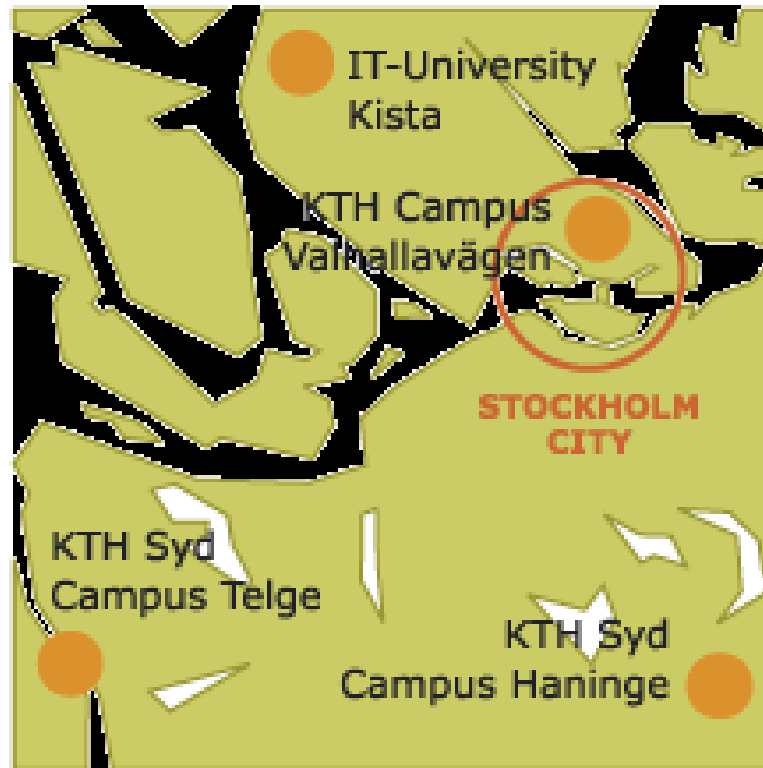 IT-University
Kista
KTH Campus
Valhallavägen
STOCKHOLM
CITY
KTH Syd
Campus Telge
KTH Syd
Campus Haninge